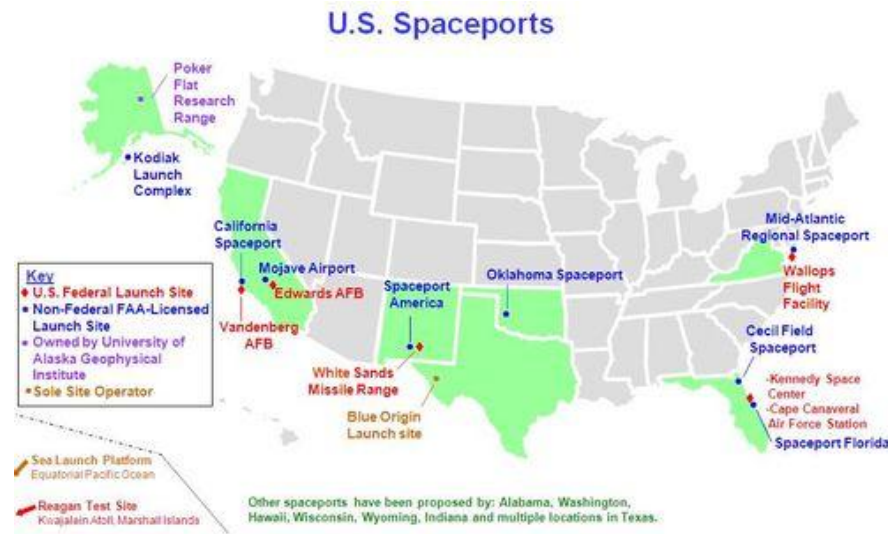 U.S. Spaceports
Poker
Flat
Research
Range
Kodiak
Launch
Complex
California
Spaceport
Mojave Airport
Edwards AFB
Vandenberg
AFB
Spaceport
America
White Sands
Missile Range
Blue Origin
Launch site
Oklahoma Spaceport
Mid-Atlantic
Regional Spaceport
Wallops
Flight
Facility
Cecil Field
Spaceport
-Kennedy Space
Center
-Cape Canaveral
Air Force Station
Spaceport Florida
Key
U.S. Federal Launch Site
Non-Federal FAA-Licensed
Launch Site
Owned by University of
Alaska Geophysical
Institute
Sole Site Operator
Sea Launch Platform
Equatorial Pacific Ocean
Reagan Test Site
Kwajalein Atoll, Marshall Islands
Other spaceports have been proposed by: Alabama, Washington,
Hawaii, Wisconsin, Wyoming, Indiana and multiple locations in Texas.